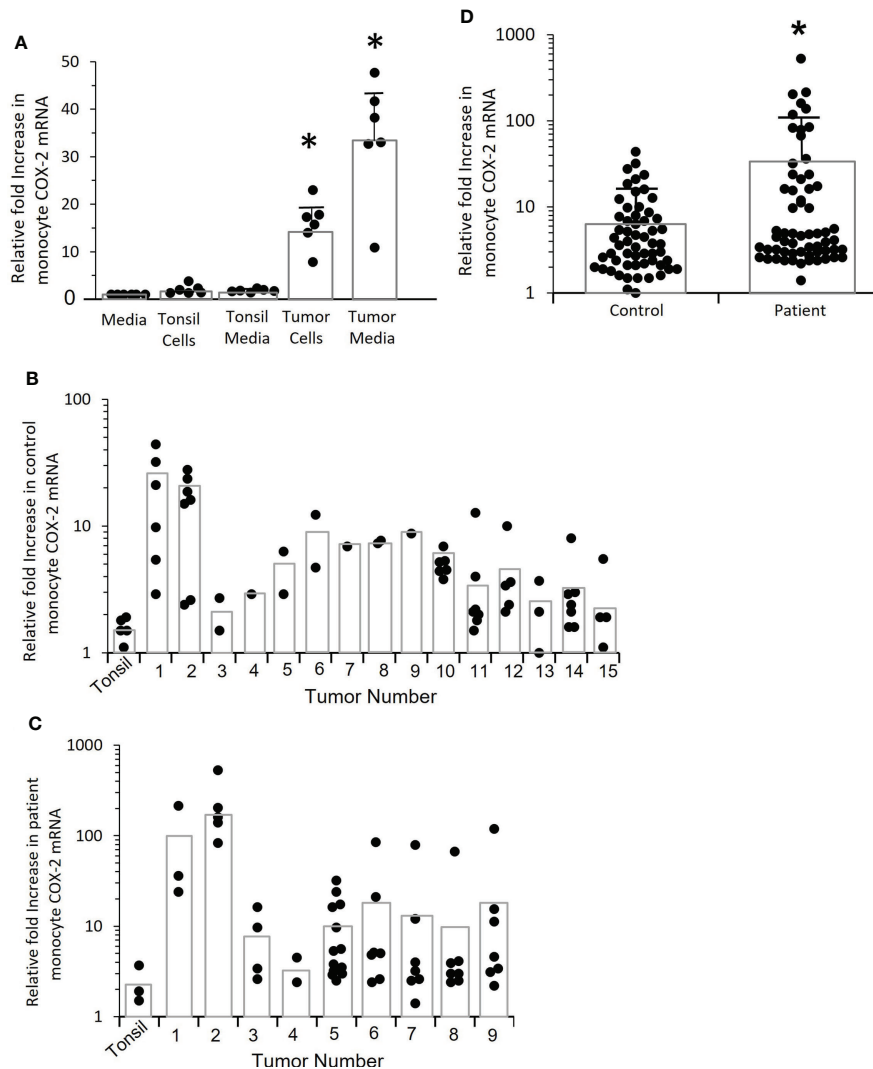 A
Relative fold Increase in
monocyte COX-2 mRNA
50
40
30
20
10
0
*
*
Media
Tonsil
Cells
Tonsil
Media
Tumor
Cells
Tumor
Media
D
Relative fold Increase in
monocyte COX-2 mRNA
1000
100
10
1
*
Control
Patient
B
Relative fold Increase in control
monocyte COX-2 mRNA
100
10
1
Tonsil 1 2 3 4 5 6 7 8 9 10 11 12 13 14 15
Tumor Number
C
Relative fold Increase in patient
monocyte COX-2 mRNA
1000
100
10
1
Tonsil 1 2 3 4 5 6 7 8 9
Tumor Number